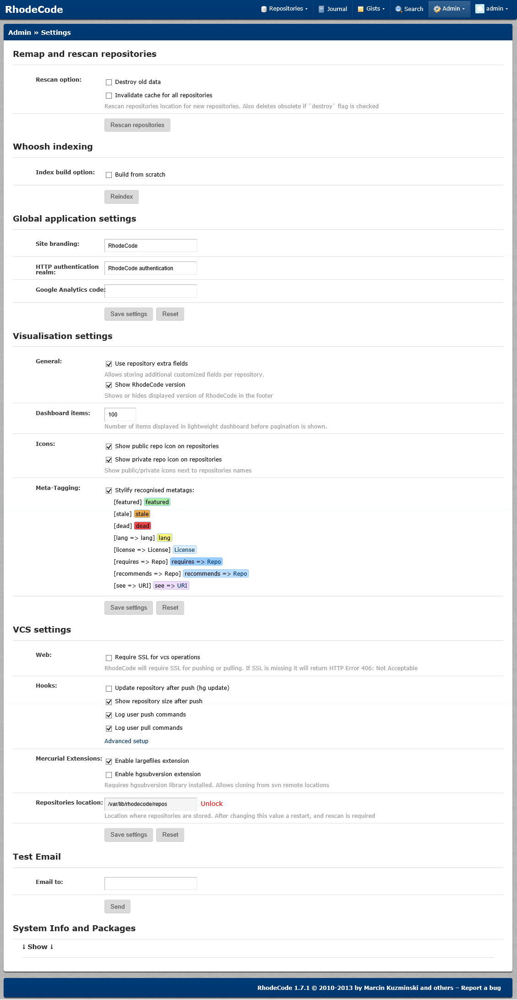 RhodeCode
Repositories
Journal
Gists
Search
Admin
admin
Admin » Settings
Remap and rescan repositories
Rescan option:
Destroy old data
Invalidate cache for all repositories
Rescan repositories location for new repositories. Also deletes obsolete if `destroy` flag is checked
Rescan repositories
Whoosh indexing
Index build option:
Build from scratch
Reindex
Global application settings
Site branding:
RhodeCode
HTTP authentication
realm:
RhodeCode authentication
Google Analytics code:
Save settings
Reset
Visualisation settings
General:
Use repository extra fields
Allows storing additional customized fields per repository.
Show RhodeCode version
Shows or hides displayed version of RhodeCode in the footer
Dashboard items:
100
Number of items displayed in lightweight dashboard before pagination is shown.
Icons:
Show public repo icon on repositories
Show private repo icon on repositories
Show public/private icons next to repositories names
Meta-Tagging:
Stylify recognised metatags:
[featured] featured
[stale] stale
[dead] dead
[lang => lang] lang
[license => License] License
[requires => Repo] requires => Repo
[recommends => Repo] recommends => Repo
[see => URI] see => URI
Save settings
Reset
VCS settings
Web:
Require SSL for vcs operations
RhodeCode will require SSL for pushing or pulling. If SSL is missing it will return HTTP Error 406: Not Acceptable
Hooks:
Update repository after push (hg update)
Show repository size after push
Log user push commands
Log user pull commands
Advanced setup
Mercurial Extensions:
Enable largefiles extension
Enable hgsubversion extension
Requires hgsubversion library installed. Allows cloning from svn remote locations
Repositories location:
/var/lib/rhodecode/repos
Unlock
Location where repositories are stored. After changing this value a restart, and rescan is required
Save settings
Reset
Test Email
Email to:
Send
System Info and Packages
↓ Show ↓
RhodeCode 1.7.1 © 2010-2013 by Marcin Kuzminski and others – Report a bug